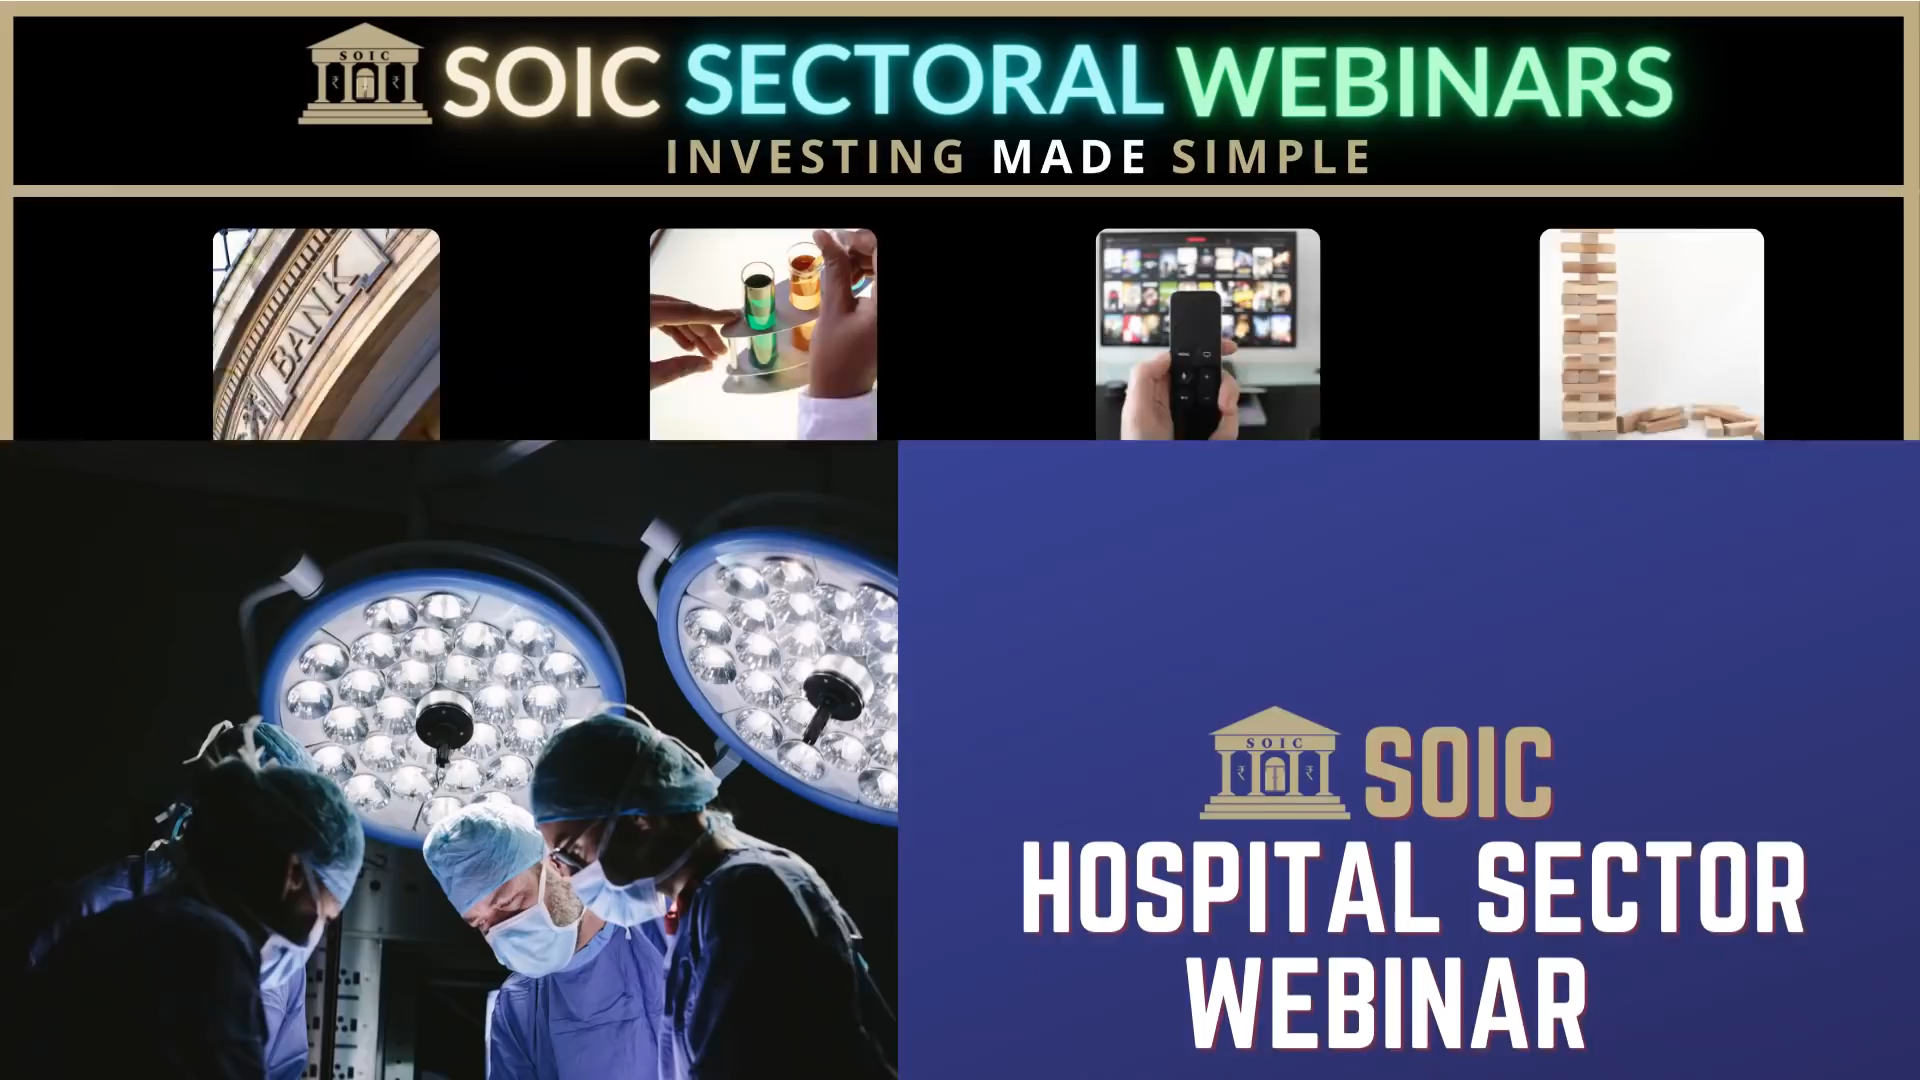 SOIC
SOIC SECTORAL WEBINARS
INVESTING MADE SIMPLE
BANK
SOIC
SOIC
HOSPITAL SECTOR
WEBINAR